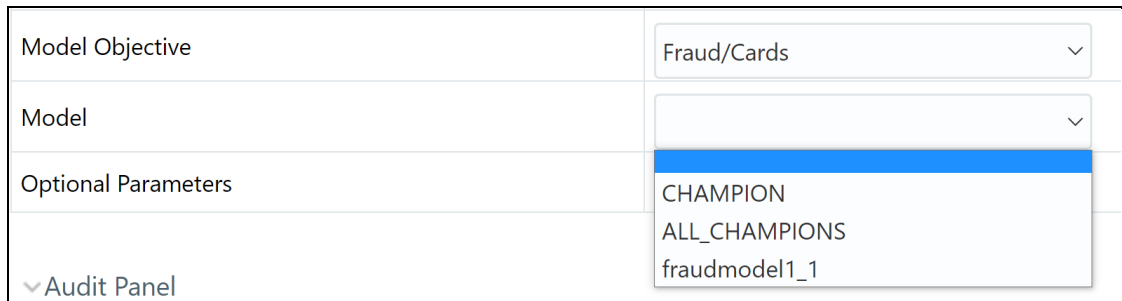 Model Objective
Fraud/Cards
Model
CHAMPION
ALL_CHAMPIONS
fraudmodel1_1
Optional Parameters
Audit Panel